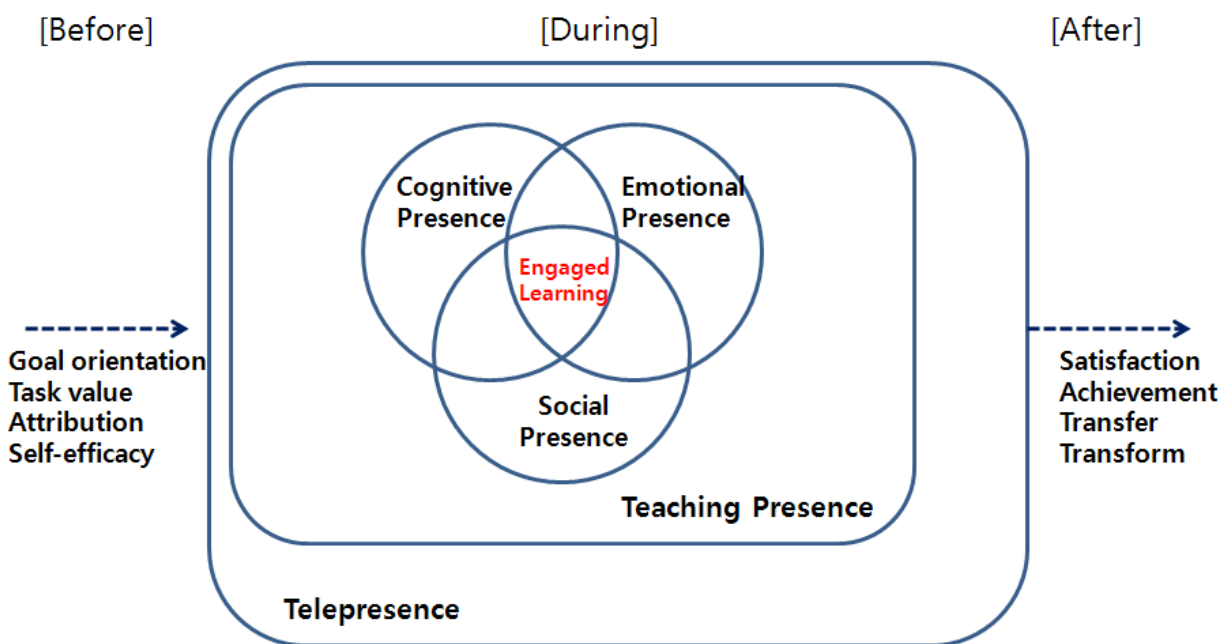 [Before]
[During]
[After]
Cognitive
Presence
Emotional
Presence
Engaged
Learning
Goal orientation
Task value
Attribution
Self-efficacy
Social
Presence
Satisfaction
Achievement
Transfer
Transform
Teaching Presence
Telepresence